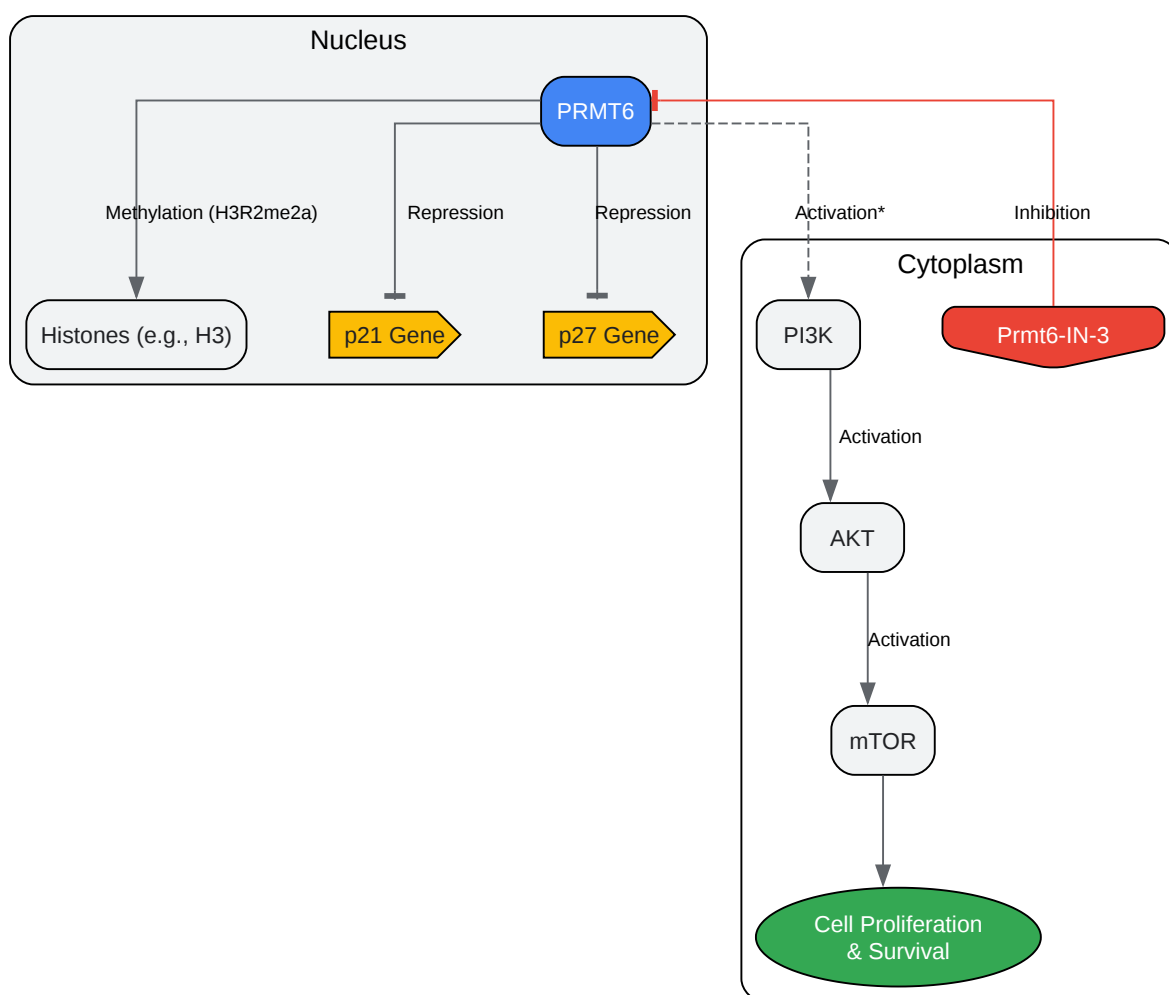 Nucleus
PRMT6
Methylation (H3R2me2a)
Repression
Repression
Activation*
Inhibition
Cytoplasm
Histones (e.g., H3)
p21 Gene
p27 Gene
PI3K
Prmt6-IN-3
Activation
AKT
Activation
mTOR
Cell Proliferation
& Survival